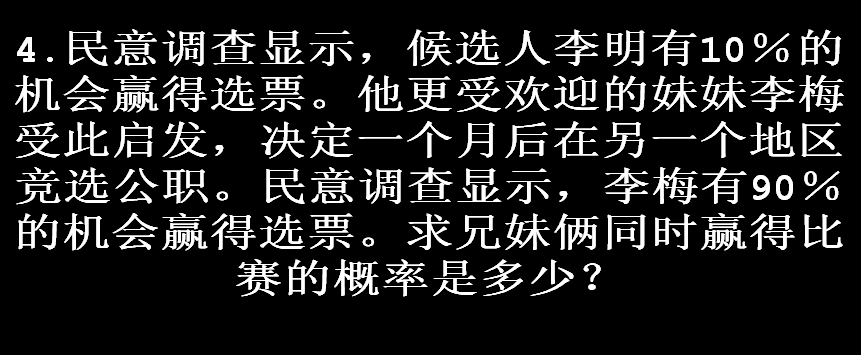 4.民意调查显示，候选人李明有10％的
机会赢得选票。他更受欢迎的妹妹李梅
受此启发，决定一个月后在另一个地区
竞选公职。民意调查显示，李梅有90％
的机会赢得选票。求兄妹俩同时赢得比
赛的概率是多少？